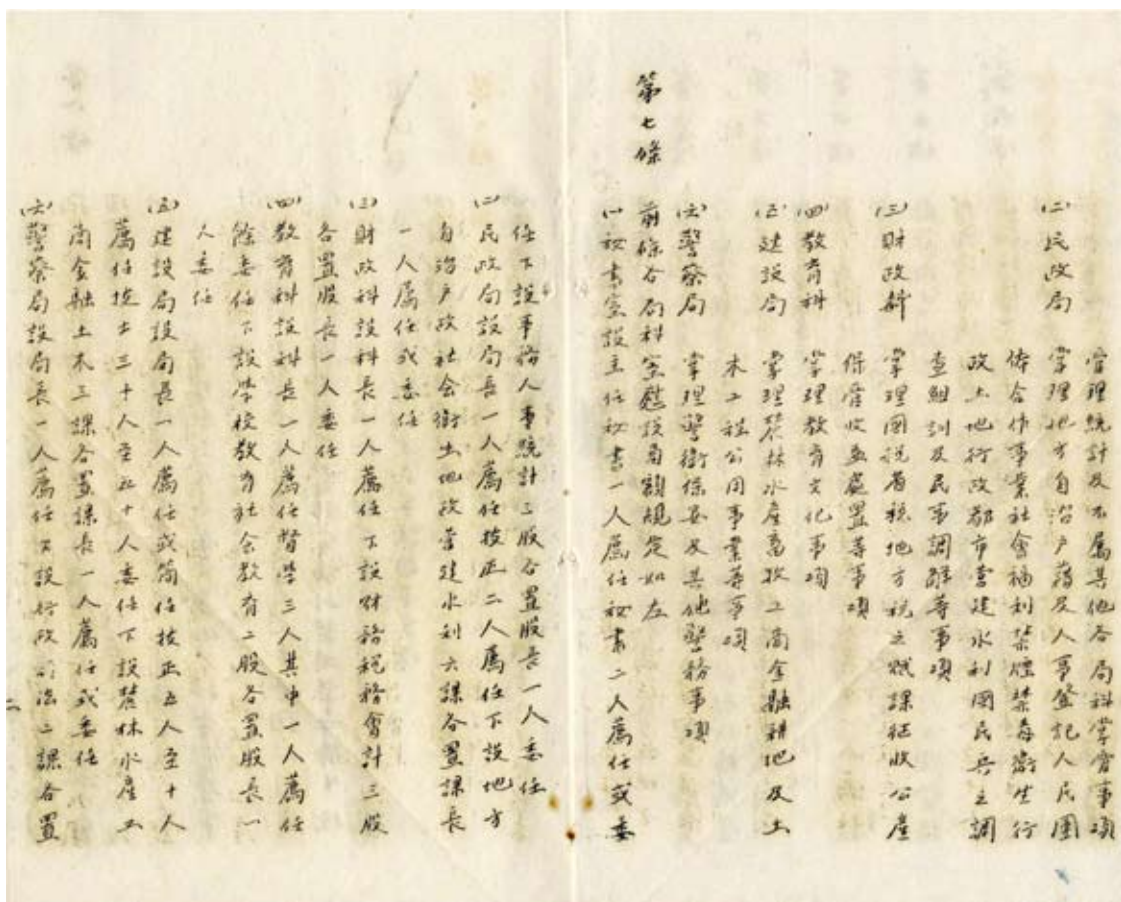 管理統計及不屬其他各局科掌管事項
(二)民政局 掌理地方自治户籍及人事登記人民團
体合作事業社會福利禁煙禁毒衛生行
政土地行政都市营建水利國民兵之調
查組訓及民事調解等事項
(三)財政科 掌理國税省税地方税之赋課征收公產
保管收益處置等事項
(四)教育科 掌理教育文化事項
(五)建設局 掌理農林水產畜牧工商金融耕地及土
木工程公用事業等事項
(六)警察局 掌理警衛保安及其他警務事項
第七條 前條各局科室應設員額規定如左
(一)秘書室設主任秘書一人薦任秘書二人薦任或委
任下設事務人事統計三股各置股長一人委任
(二)民政局設局長一人薦任技正二人薦任下設地方
自治户政社会衛生地政营建水利六課各置課長
一人薦任或委任
(三)財政科設科長一人薦任下設財務税務會計三股
各置股長一人委任
(四)教育科設科長一人薦任督學三人其中一人薦任
餘委任下設学校教育社会教育二股各置股長一
人委任
(五)建設局設局長一人薦任或簡任技正五人至十人
薦任技士三十人至五十人委任下設農林水產工
商金融土木三課各置課長一人薦任或委任
(六)警察局設局長一人薦任下設行政司法二課各置
二